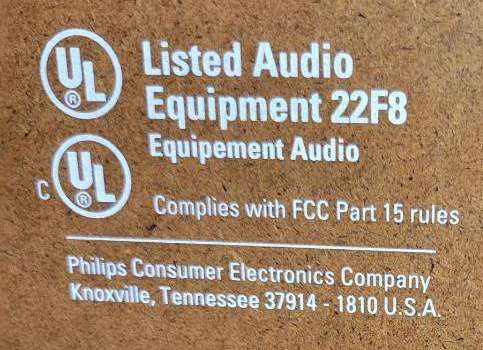 UL ® Listed Audio
Equipment 22F8
Equipement Audio
C UL ® Complies with FCC Part 15 rules
Philips Consumer Electronics Company
Knoxville, Tennessee 37914 - 1810 U.S.A.